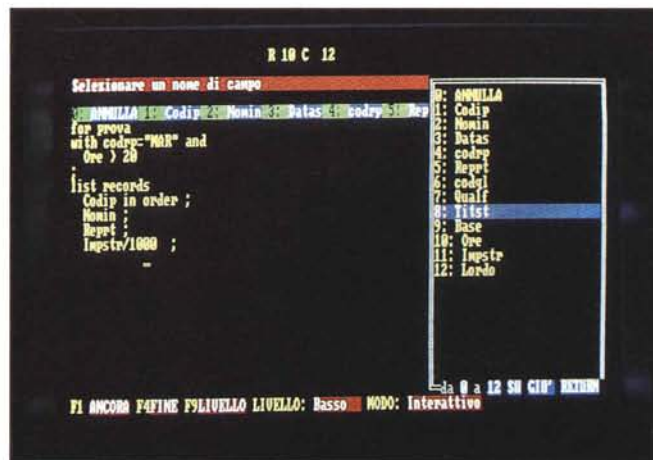 R 10 C 12
Selezionare un nome di campo
0: ANNULLA 1: Codip 2: Nomin 3: Datas 4: codrp 5: Rep
for prova
with codrp="MAR" and
Ore > 20
;
list records
Codip in order ;
Nomin ;
Reprt ;
Impstr/1000 ;
_
0: ANNULLA
1: Codip
2: Nomin
3: Datas
4: codrp
5: Reprt
6: codql
7: Qualf
8: Titst
9: Base
10: Ore
11: Impstr
12: Lordo
da 0 a 12 SU GIU' RETURN
F1 ANCORA F4FINE F9LIVELLO LIVELLO: Basso MODO: Interattivo